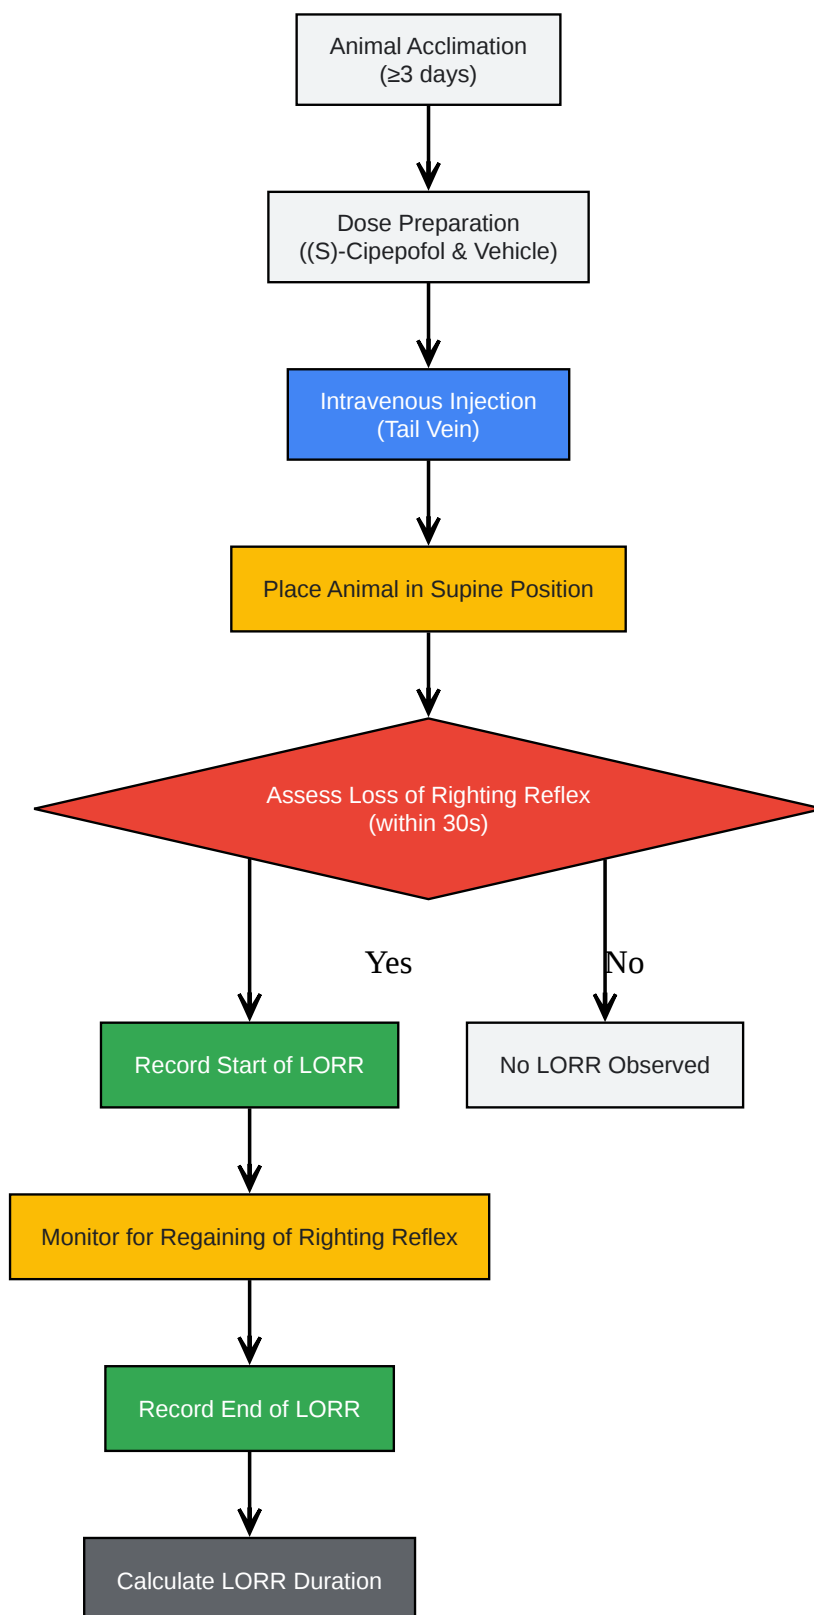 Animal Acclimation
(≥3 days)
Dose Preparation
((S)-Cipepofol & Vehicle)
Intravenous Injection
(Tail Vein)
Place Animal in Supine Position
Assess Loss of Righting Reflex
(within 30s)
Yes
No
Record Start of LORR
No LORR Observed
Monitor for Regaining of Righting Reflex
Record End of LORR
Calculate LORR Duration